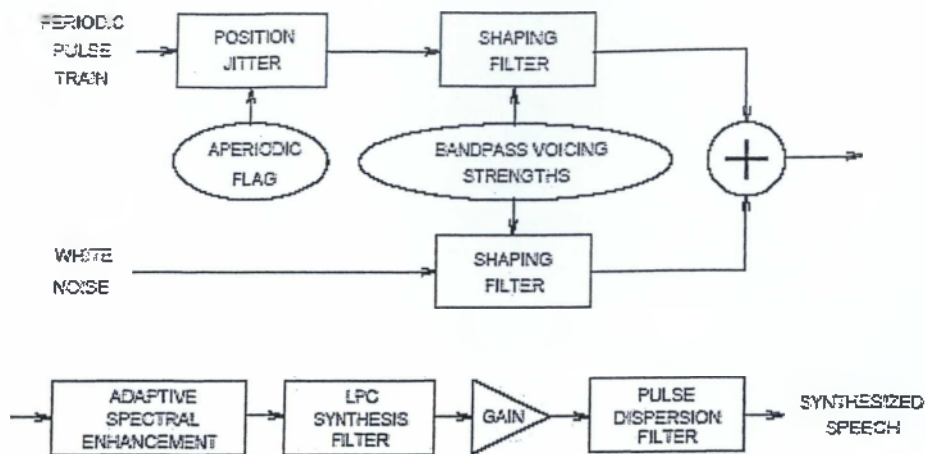 PERIODIC
PULSE
TRAIN
POSITION
JITTER
SHAPING
FILTER
APERIODIC
FLAG
BANDPASS VOICING
STRENGTHS
WHITE
NOISE
SHAPING
FILTER
ADAPTIVE
SPECTRAL
ENHANCEMENT
LPC
SYNTHESIS
FILTER
GAIN
PULSE
DISPERSION
FILTER
SYNTHESIZED
SPEECH